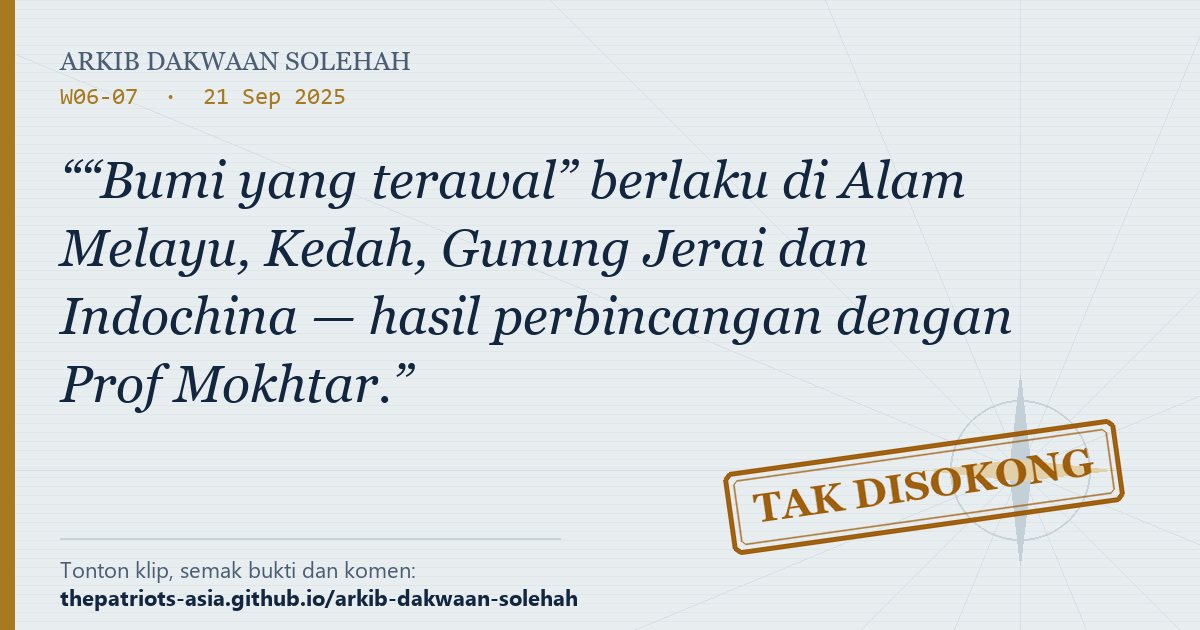 ARKIB DAKWAAN SOLEHAH
W06-07 · 21 Sep 2025
““Bumi yang terawal” berlaku di Alam
Melayu, Kedah, Gunung Jerai dan
Indochina — hasil perbincangan dengan
Prof Mokhtar.”
TAK DISOKONG
Tonton klip, semak bukti dan komen:
thepatriots-asia.github.io/arkib-dakwaan-solehah